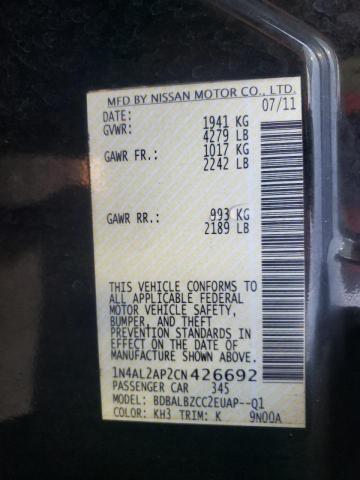 MFD BY NISSAN MOTOR CO., LTD.
07/11
DATE:
GVWR: 1941 KG
4279 LB
GAWR FR.: 1017 KG
2242 LB
GAWR RR.: 993 KG
2189 LB
THIS VEHICLE CONFORMS TO
ALL APPLICABLE FEDERAL
MOTOR VEHICLE SAFETY,
BUMPER, AND THEFT
PREVENTION STANDARDS IN
EFFECT ON THE DATE OF
MANUFACTURE SHOWN ABOVE.
1N4AL2AP2CN426692
PASSENGER CAR 345
MODEL: BDBALBZCC2EUAP--Q1
COLOR: KH3 TRIM: K 9N00A